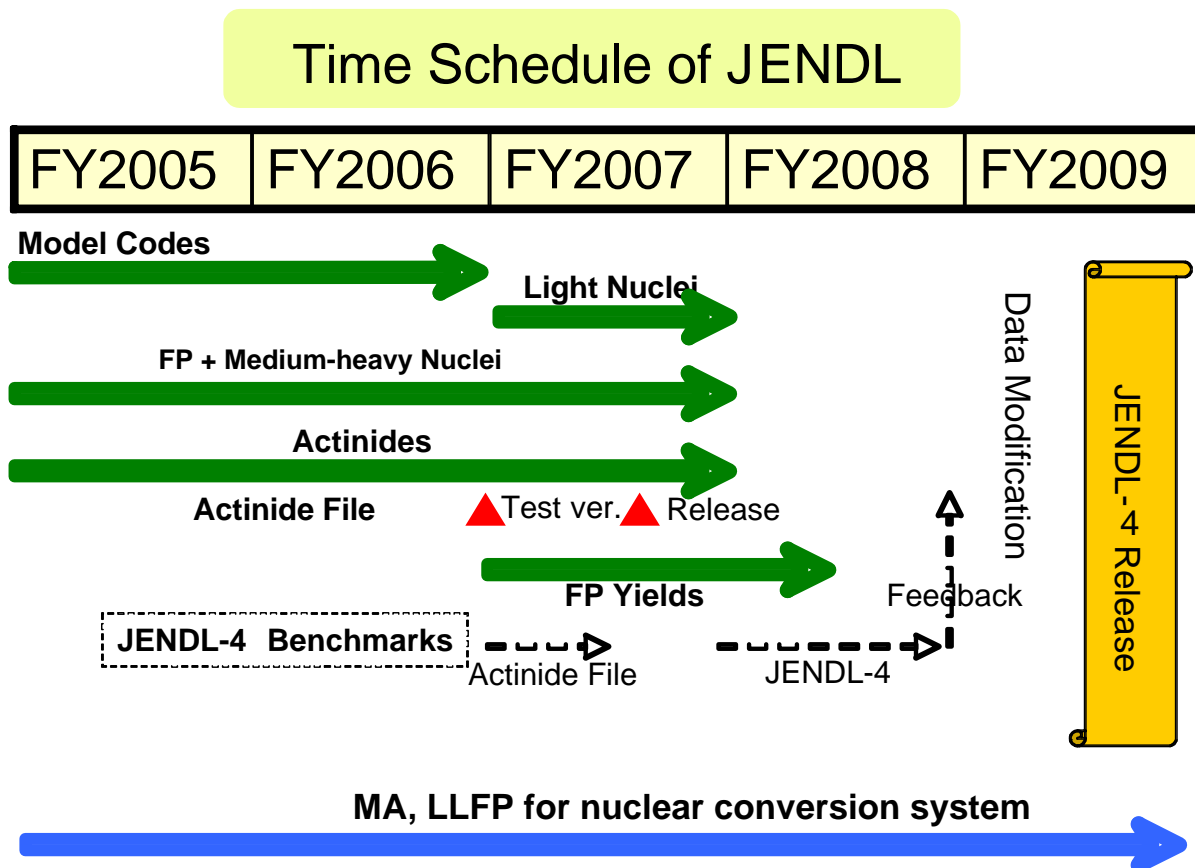 Time Schedule of JENDL
FY2005 FY2006 FY2007 FY2008 FY2009
Model Codes
Light Nuclei
FP + Medium-heavy Nuclei
Actinides
Actinide File Test ver. Release
FP Yields
Feedback
JENDL-4 Benchmarks
Actinide File JENDL-4
Data Modification
JENDL-4 Release
MA, LLFP for nuclear conversion system